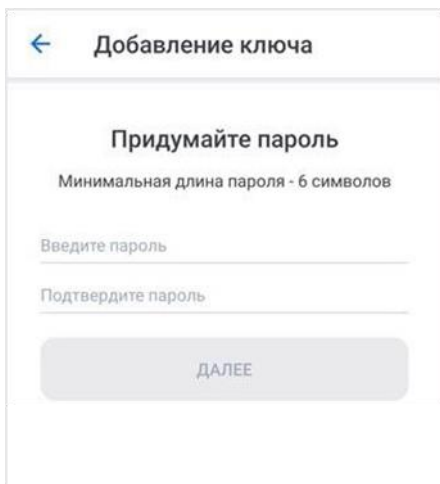 Добавление ключа
Придумайте пароль
Минимальная длина пароля - 6 символов
Введите пароль
Подтвердите пароль
ДАЛЕЕ